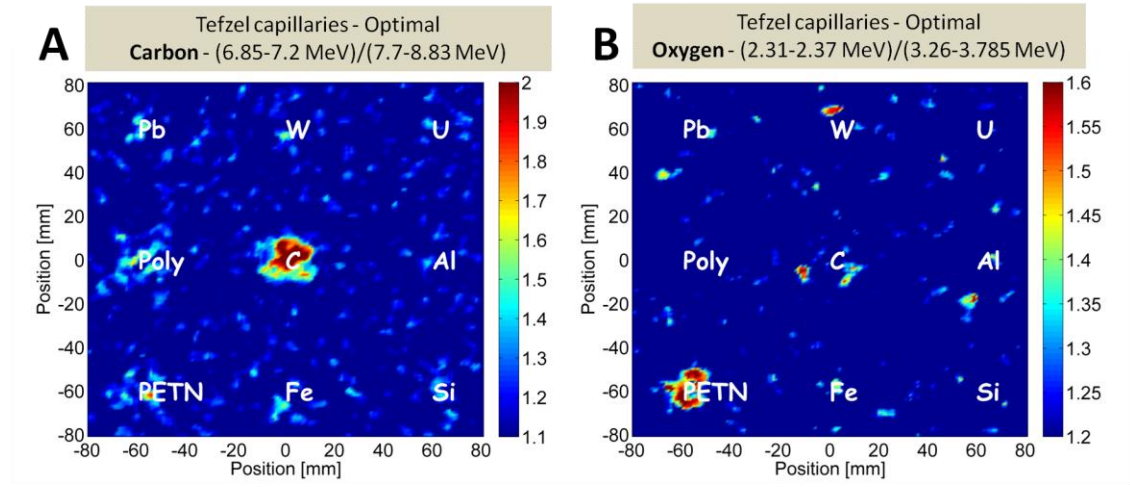 A
Tefzel capillaries - Optimal
Carbon - (6.85-7.2 MeV)/(7.7-8.83 MeV)
80
60
40
20
0
-20
-40
-60
-80
Position [mm]
Pb W U
Poly C Al
PETN Fe Si
-80 -60 -40 -20 0 20 40 60 80
Position [mm]
2
1.9
1.8
1.7
1.6
1.5
1.4
1.3
1.2
1.1
B
Tefzel capillaries - Optimal
Oxygen - (2.31-2.37 MeV)/(3.26-3.785 MeV)
80
60
40
20
0
-20
-40
-60
-80
Position [mm]
Pb W U
Poly C Al
PETN Fe Si
-80 -60 -40 -20 0 20 40 60 80
Position [mm]
1.6
1.55
1.5
1.45
1.4
1.35
1.3
1.25
1.2